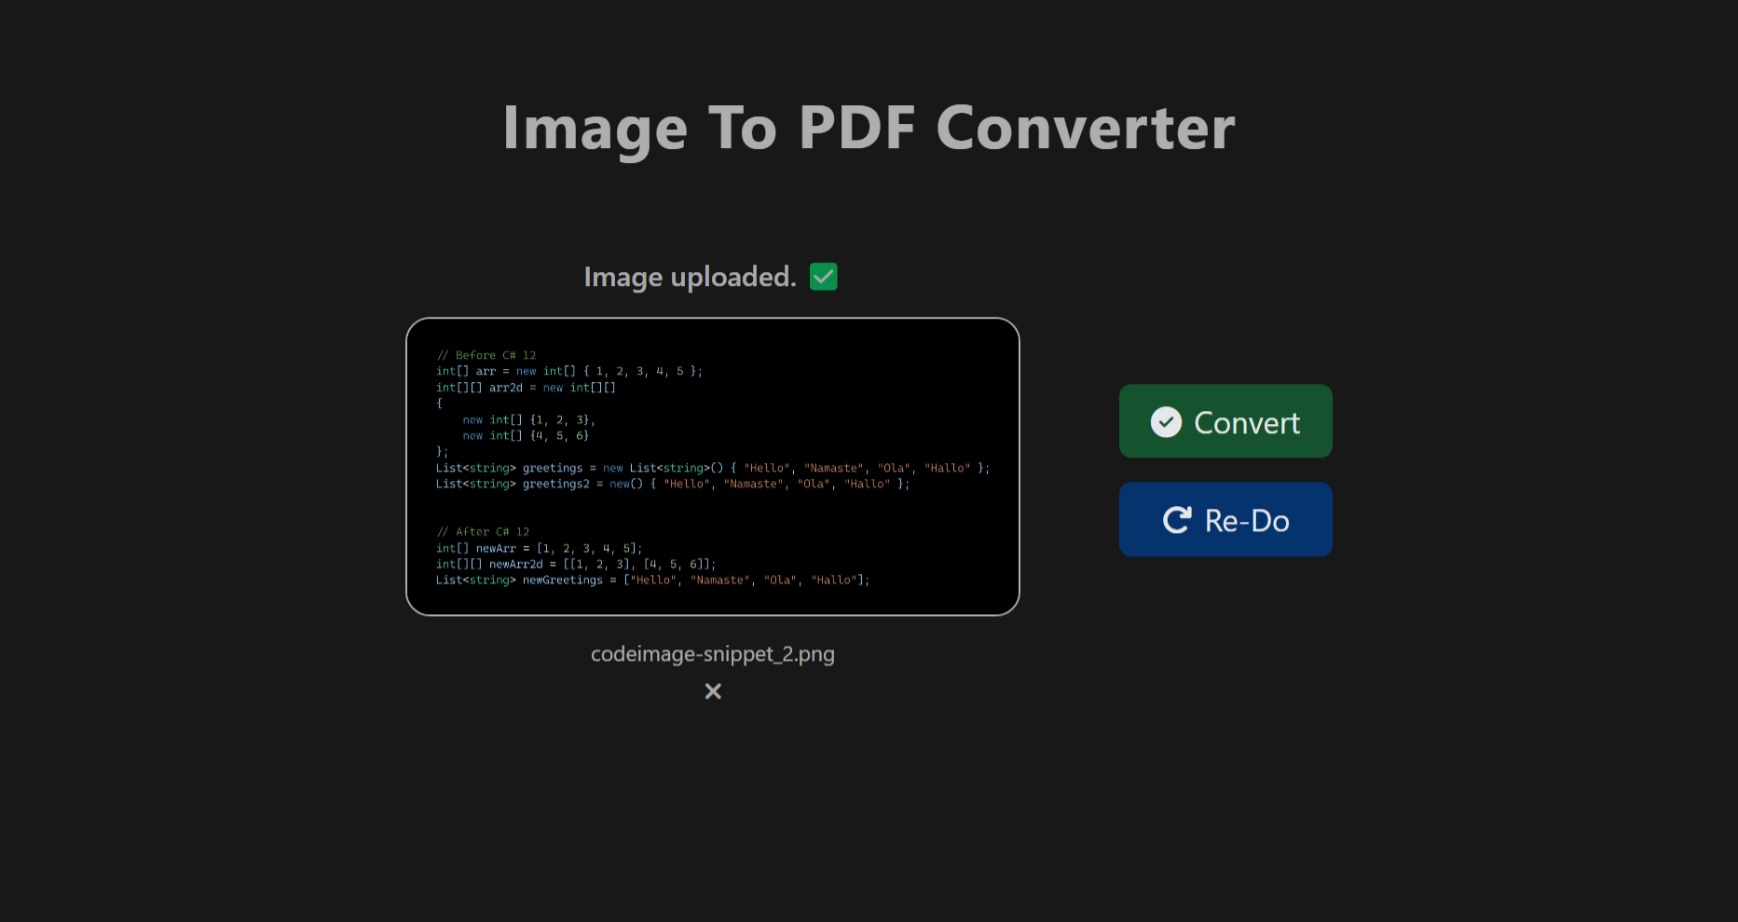 Image To PDF Converter
Image uploaded. ✅
// Before C# 12
int[] arr = new int[] { 1, 2, 3, 4, 5 };
int[][] arr2d = new int[][]
{
    new int[] {1, 2, 3},
    new int[] {4, 5, 6}
};
List<string> greetings = new List<string>() { "Hello", "Namaste", "Ola", "Hallo" };
List<string> greetings2 = new() { "Hello", "Namaste", "Ola", "Hallo" };
// After C# 12
int[] newArr = [1, 2, 3, 4, 5];
int[][] newArr2d = [[1, 2, 3], [4, 5, 6]];
List<string> newGreetings = ["Hello", "Namaste", "Ola", "Hallo"];
codeimage-snippet_2.png
Convert
Re-Do